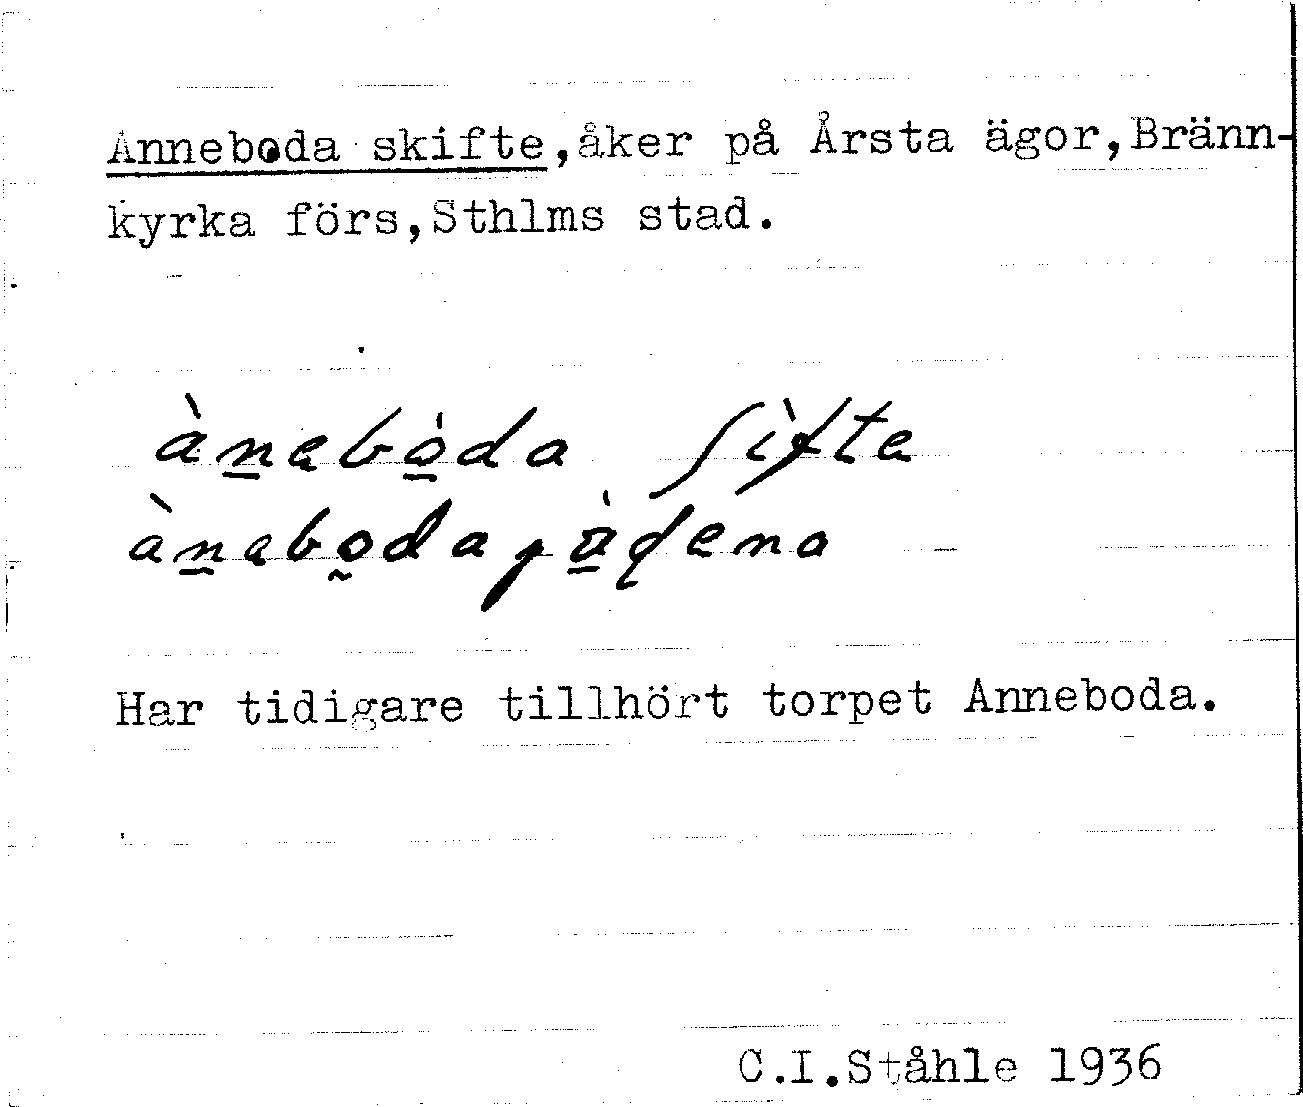 Anneboda skifte,åker på Årsta ägor,Bränn-
kyrka förs,Sthlms stad.
Har tidigare tillhört torpet Anneboda.
C.I.Ståhle 1936